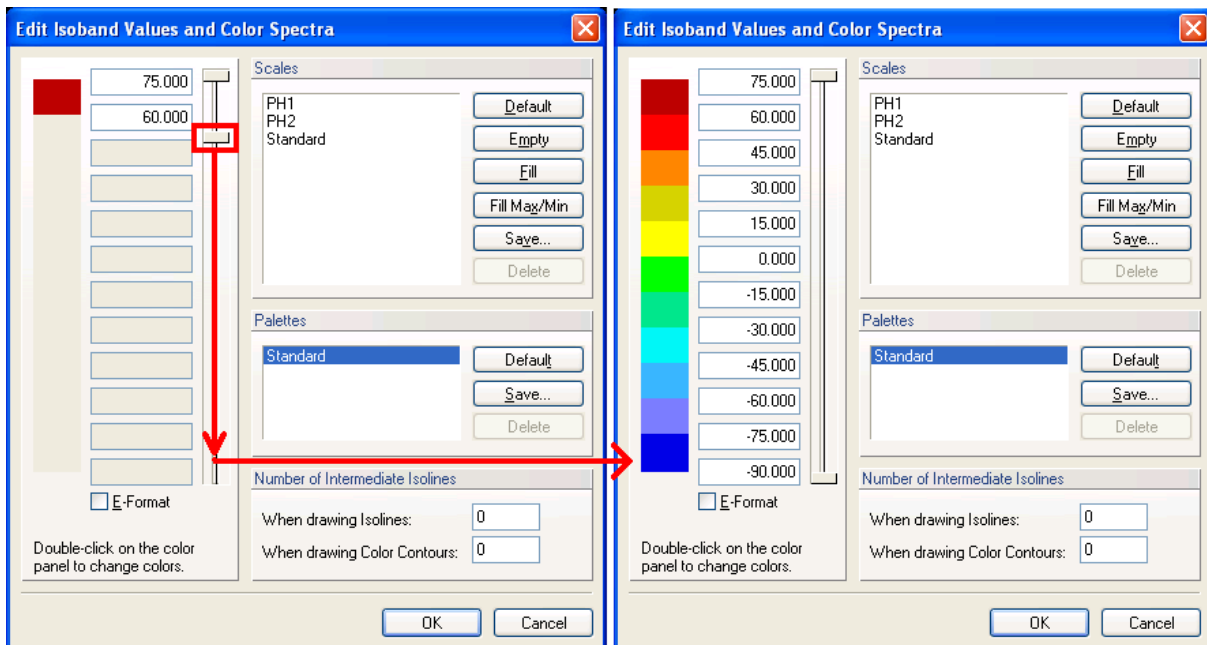 Edit Isoband Values and Color Spectra
75.000
60.000
E-Format
Double-click on the color
panel to change colors.
Scales
PH1
PH2
Standard
Default
Empty
Fill
Fill Max/Min
Save...
Delete
Palettes
Standard
Default
Save...
Delete
Number of Intermediate Isolines
When drawing Isolines: 0
When drawing Color Contours: 0
OK Cancel
Edit Isoband Values and Color Spectra
75.000
60.000
45.000
30.000
15.000
0.000
-15.000
-30.000
-45.000
-60.000
-75.000
-90.000
E-Format
Double-click on the color
panel to change colors.
Scales
PH1
PH2
Standard
Default
Empty
Fill
Fill Max/Min
Save...
Delete
Palettes
Standard
Default
Save...
Delete
Number of Intermediate Isolines
When drawing Isolines: 0
When drawing Color Contours: 0
OK Cancel